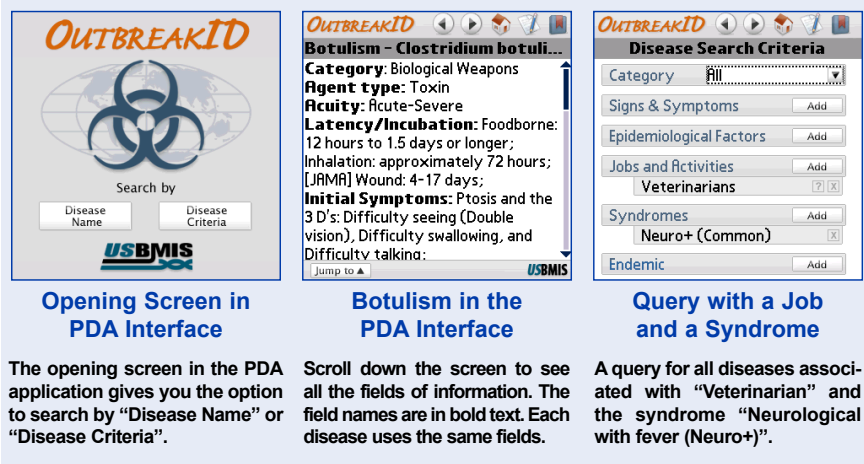 OUTBREAKID
Search by
Disease Name
Disease Criteria
USBMIS
Opening Screen in
PDA Interface
The opening screen in the PDA
application gives you the option
to search by “Disease Name” or
“Disease Criteria”.
OUTBREAKID
Botulism - Clostridium botuli...
Category: Biological Weapons
Agent type: Toxin
Acuity: Acute-Severe
Latency/Incubation: Foodborne:
12 hours to 1.5 days or longer;
Inhalation: approximately 72 hours;
[JAMA] Wound: 4-17 days;
Initial Symptoms: Ptosis and the
3 D's: Difficulty seeing (Double
vision), Difficulty swallowing, and
Difficulty talking;
Jump to ▲
USBMIS
Botulism in the
PDA Interface
Scroll down the screen to see
all the fields of information. The
field names are in bold text. Each
disease uses the same fields.
OUTBREAKID
Disease Search Criteria
Category All
Signs & Symptoms Add
Epidemiological Factors Add
Jobs and Activities Add
Veterinarians ? X
Syndromes Add
Neuro+ (Common) X
Endemic Add
Query with a Job
and a Syndrome
A query for all diseases associ-
ated with “Veterinarian” and
the syndrome “Neurological
with fever (Neuro+)”.